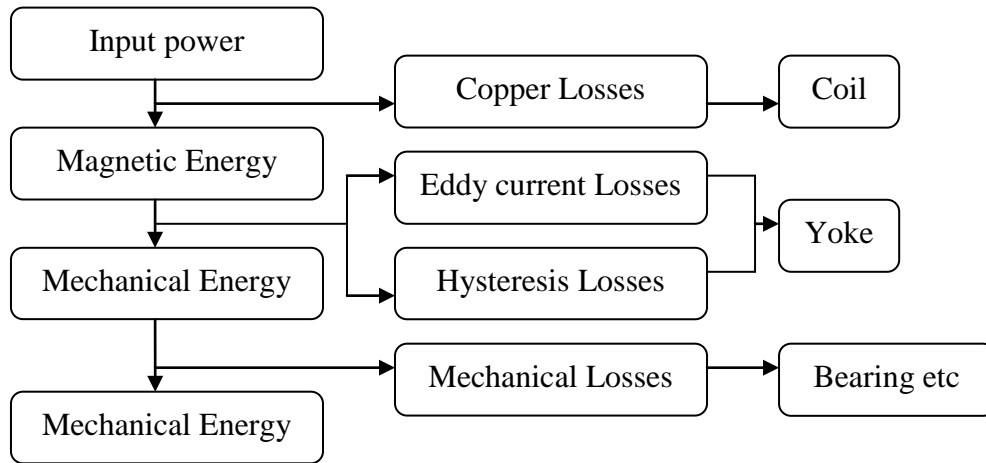 Input power
Copper Losses
Coil
Magnetic Energy
Eddy current Losses
Yoke
Mechanical Energy
Hysteresis Losses
Mechanical Losses
Bearing etc
Mechanical Energy